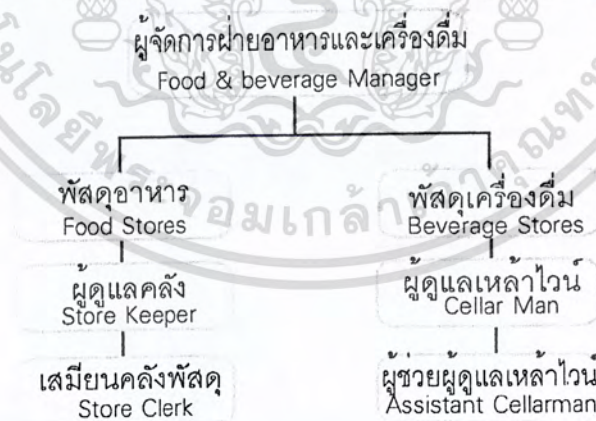 ผู้จัดการฝ่ายอาหารและเครื่องดื่ม
Food & beverage Manager
พัสดุอาหาร
Food Stores
พัสดุเครื่องดื่ม
Beverage Stores
ผู้ดูแลคลัง
Store Keeper
ผู้ดูแลเหล้าไวน์
Cellar Man
เสมียนคลังพัสดุ
Store Clerk
ผู้ช่วยผู้ดูแลเหล้าไวน์
Assistant Cellarman